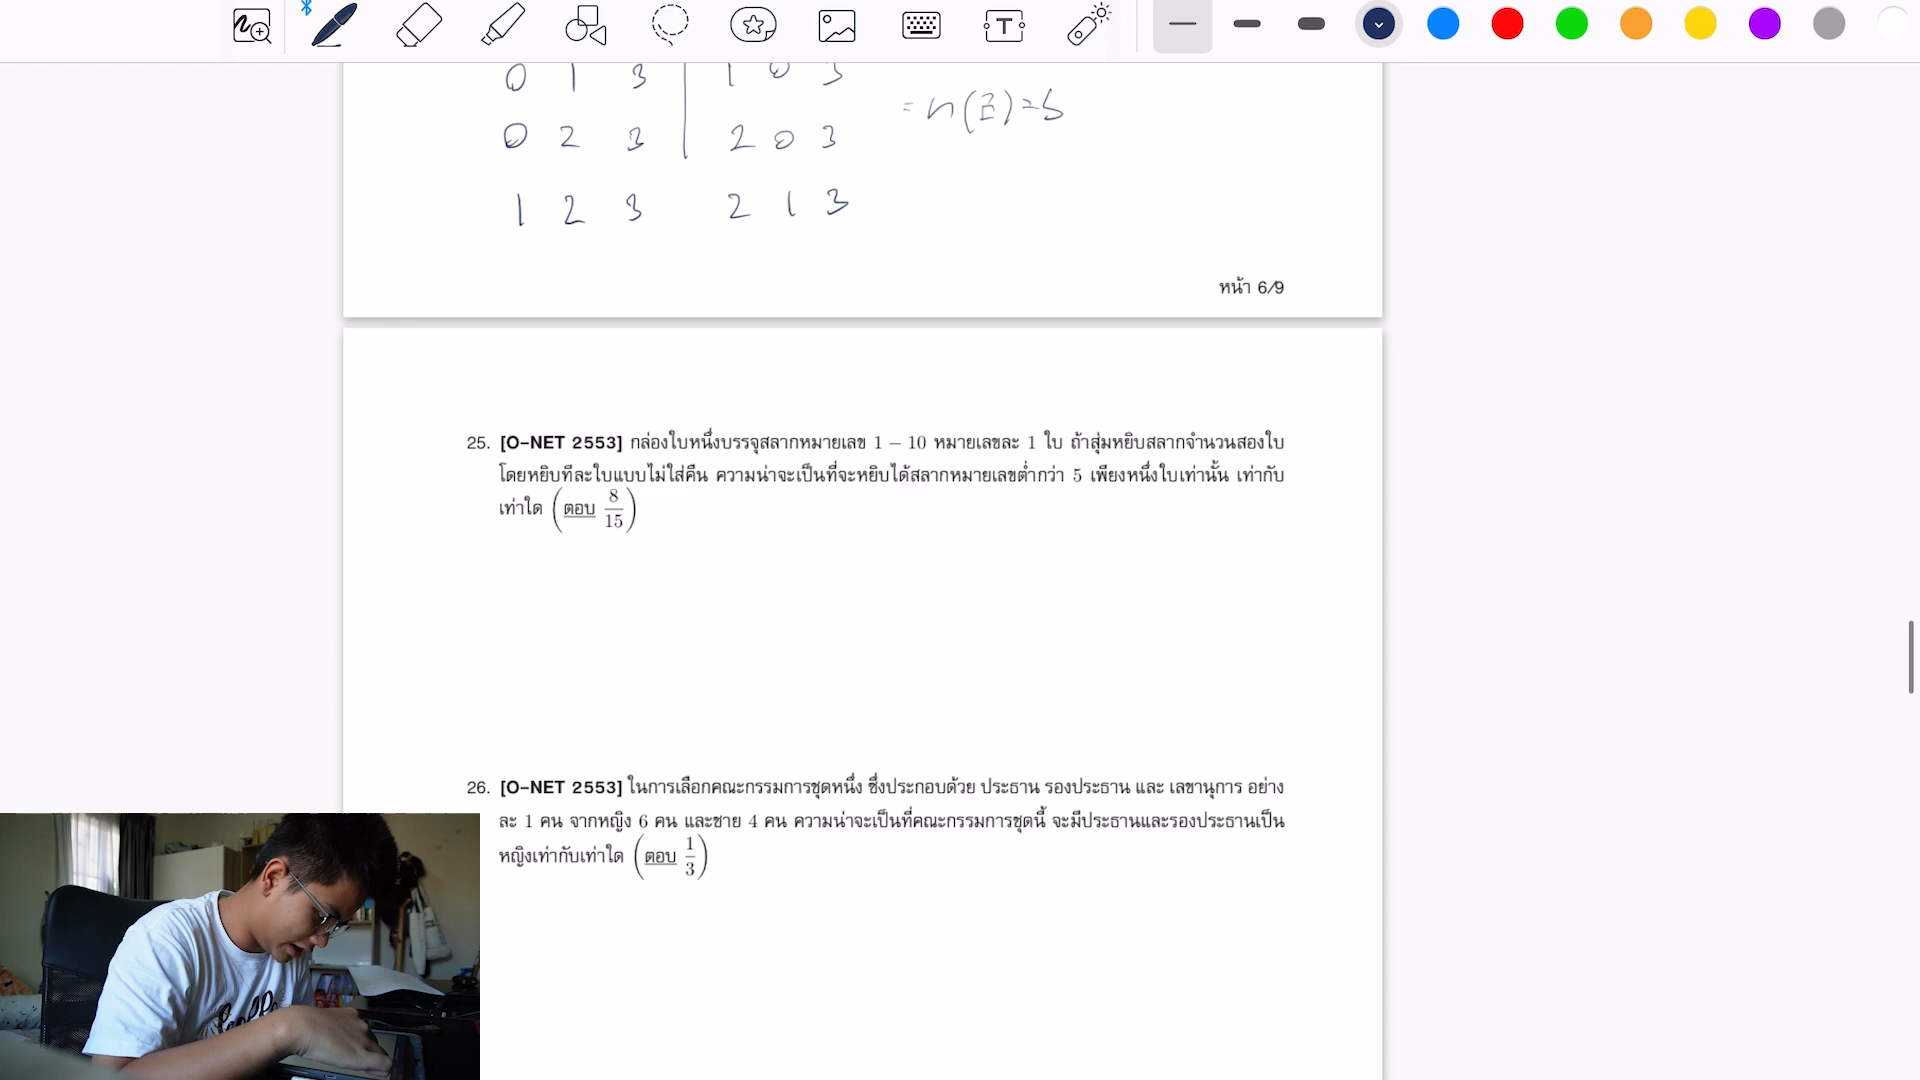 0 1 3 | 1 0 3
= n(E) = 5
0 2 3 | 2 0 3
1 2 3 2 1 3
หน้า 6/9
25. [O-NET 2553] กล่องใบหนึ่งบรรจุสลากหมายเลข 1 – 10 หมายเลขละ 1 ใบ ถ้าสุ่มหยิบสลากจำนวนสองใบ
โดยหยิบทีละใบแบบไม่ใส่คืน ความน่าจะเป็นที่จะหยิบได้สลากหมายเลขต่ำกว่า 5 เพียงหนึ่งใบเท่านั้น เท่ากับ
เท่าใด (ตอบ 8/15)
26. [O-NET 2553] ในการเลือกคณะกรรมการชุดหนึ่ง ซึ่งประกอบด้วย ประธาน รองประธาน และ เลขานุการ อย่าง
ละ 1 คน จากหญิง 6 คน และชาย 4 คน ความน่าจะเป็นที่คณะกรรมการชุดนี้ จะมีประธานและรองประธานเป็น
หญิงเท่ากับเท่าใด (ตอบ 1/3)